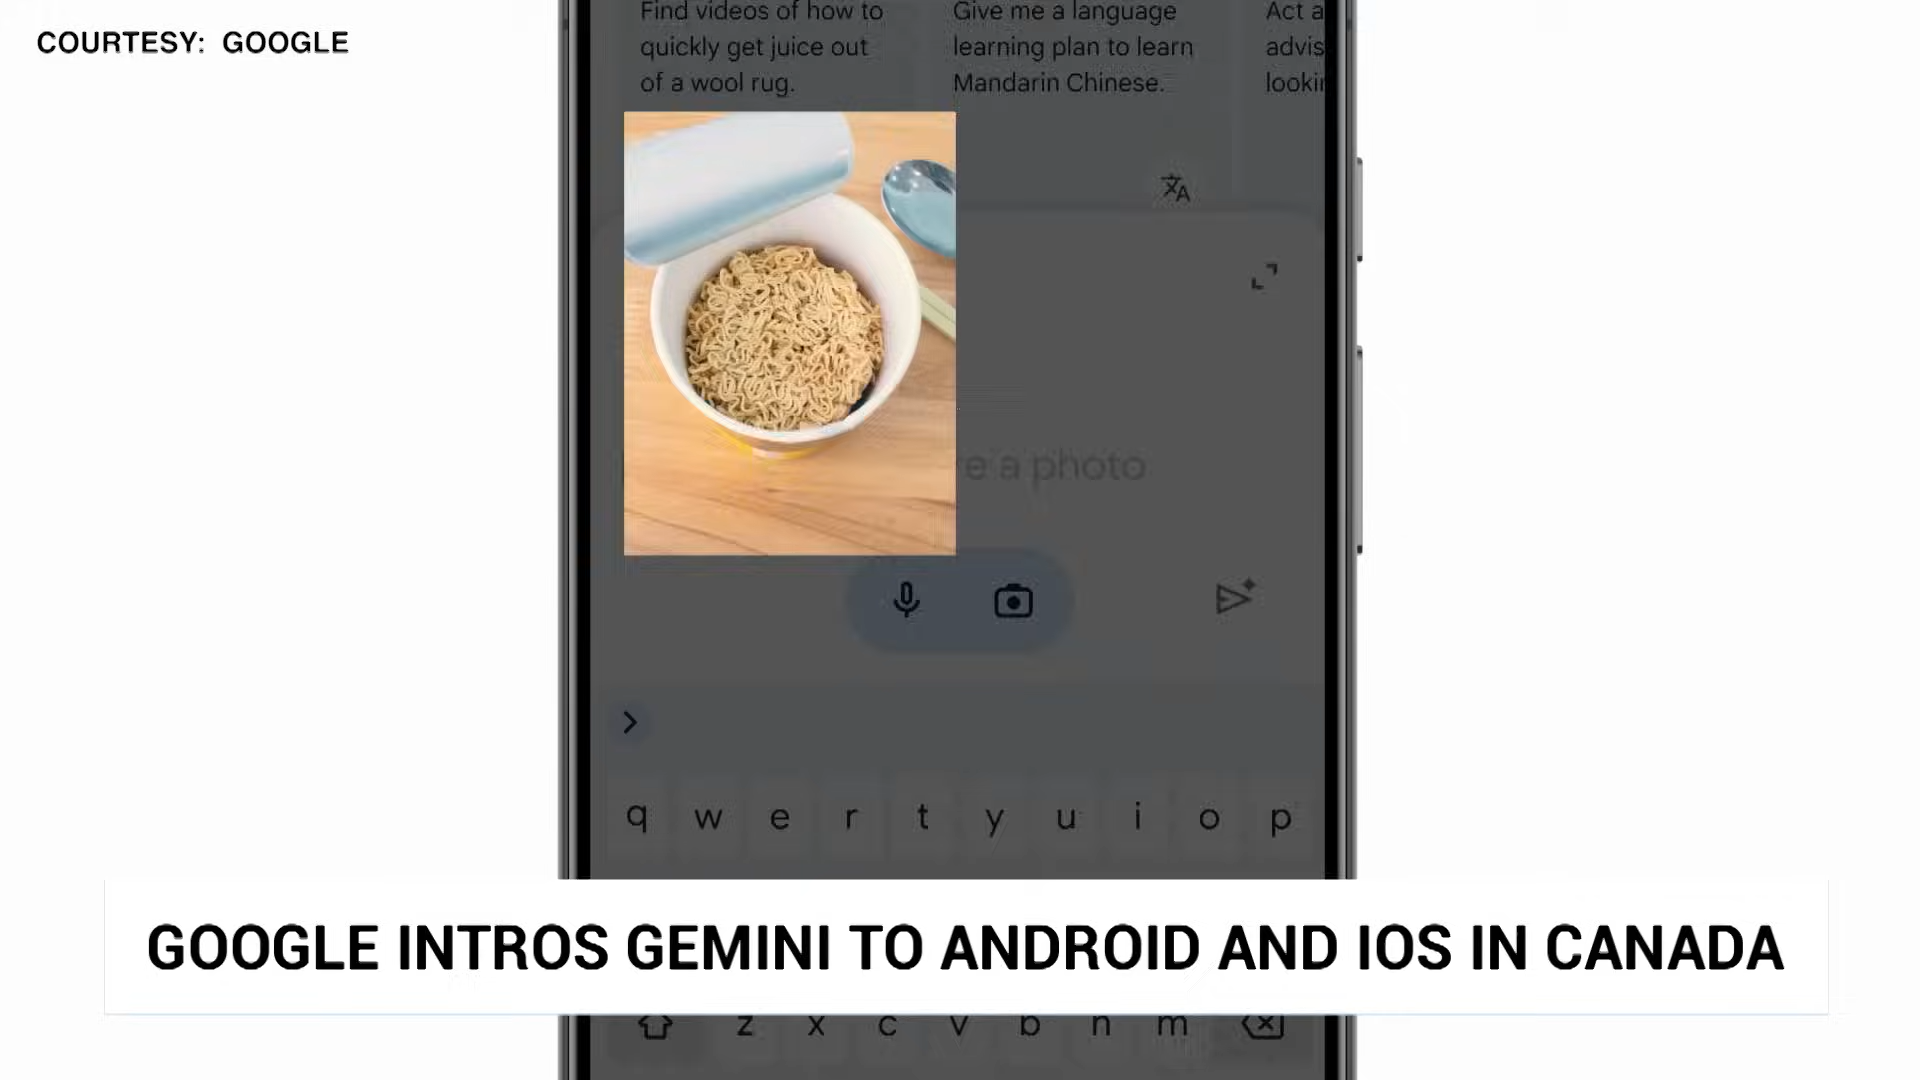 COURTESY: GOOGLE
Find videos of how to
quickly get juice out
of a wool rug.
Give me a language
learning plan to learn
Mandarin Chinese.
Act a
advis
lookin
e a photo
q w e r t y u i o p
GOOGLE INTROS GEMINI TO ANDROID AND IOS IN CANADA
z x c v b n m